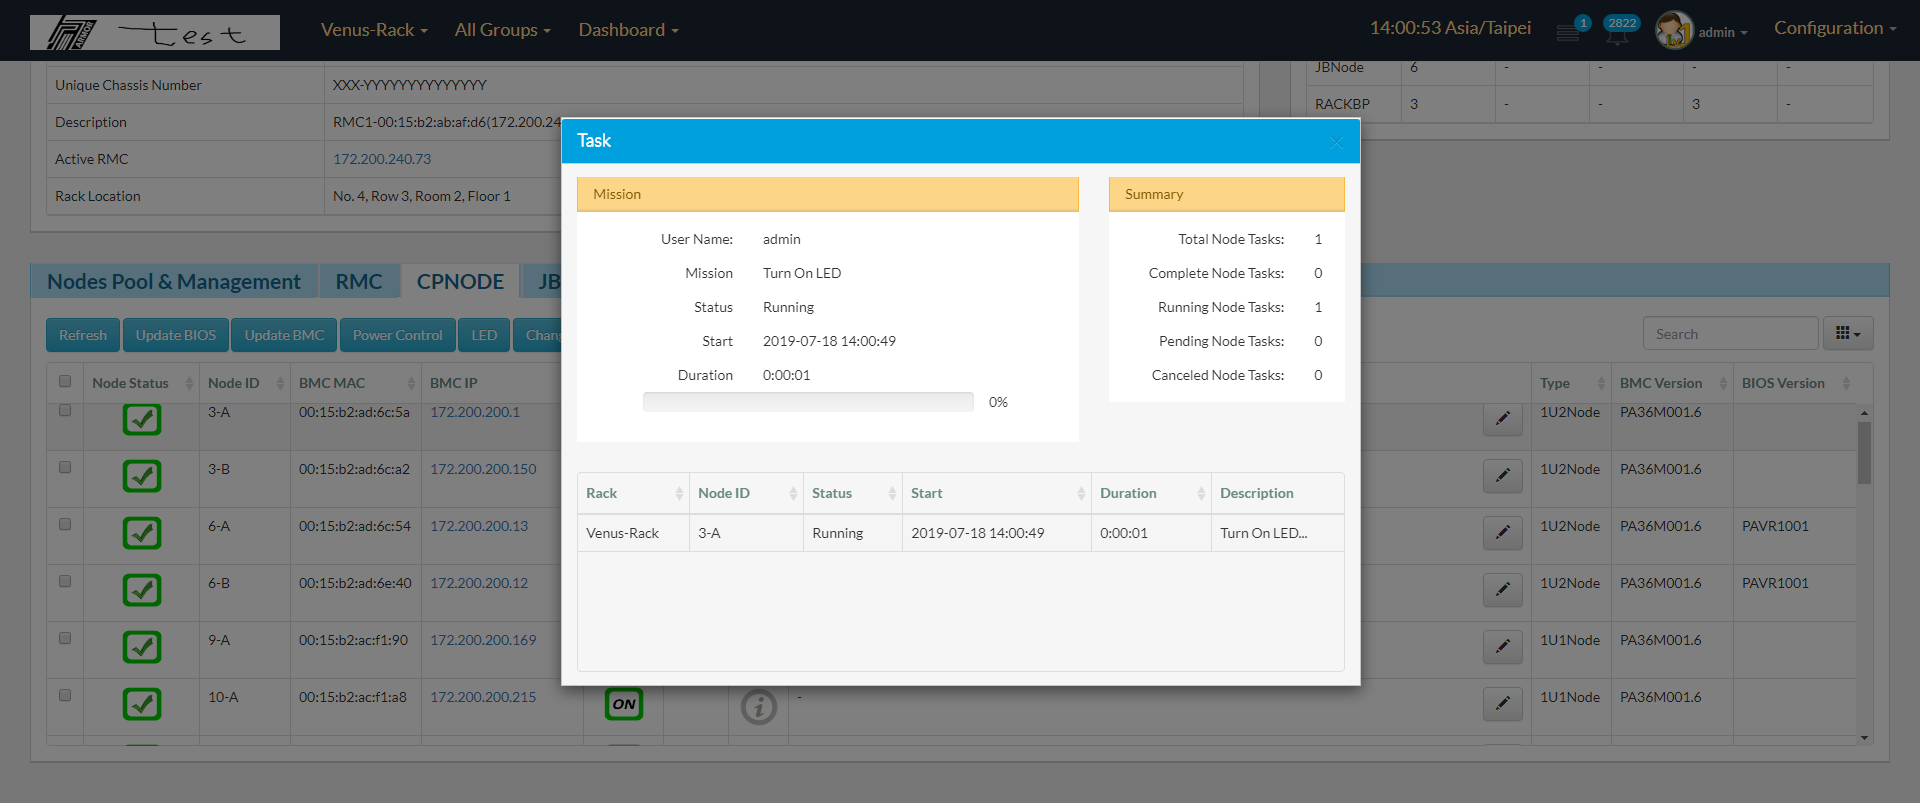 ARMOR test Venus-Rack All Groups Dashboard 14:00:53 Asia/Taipei 1 2822 admin Configuration
Unique Chassis Number XXX-YYYYYYYYYYYYYY
Description RMC1-00:15:b2:ab:af:d6(172.200.24
Active RMC 172.200.240.73
Rack Location No. 4, Row 3, Room 2, Floor 1
JBNode 6 - - - -
RACKBP 3 - - 3 -
Task
Mission
User Name: admin
Mission Turn On LED
Status Running
Start 2019-07-18 14:00:49
Duration 0:00:01
0%
Summary
Total Node Tasks: 1
Complete Node Tasks: 0
Running Node Tasks: 1
Pending Node Tasks: 0
Canceled Node Tasks: 0
Rack Node ID Status Start Duration Description
Venus-Rack 3-A Running 2019-07-18 14:00:49 0:00:01 Turn On LED...
Nodes Pool & Management RMC CPNODE JB
Refresh Update BIOS Update BMC Power Control LED Chan
Search
Node Status Node ID BMC MAC BMC IP Type BMC Version BIOS Version
3-A 00:15:b2:ad:6c:5a 172.200.200.1 1U2Node PA36M001.6
3-B 00:15:b2:ad:6c:a2 172.200.200.150 1U2Node PA36M001.6
6-A 00:15:b2:ad:6c:54 172.200.200.13 1U2Node PA36M001.6 PAVR1001
6-B 00:15:b2:ad:6e:40 172.200.200.12 1U2Node PA36M001.6 PAVR1001
9-A 00:15:b2:ac:f1:90 172.200.200.169 1U1Node PA36M001.6
10-A 00:15:b2:ac:f1:a8 172.200.200.215 ON i - 1U1Node PA36M001.6